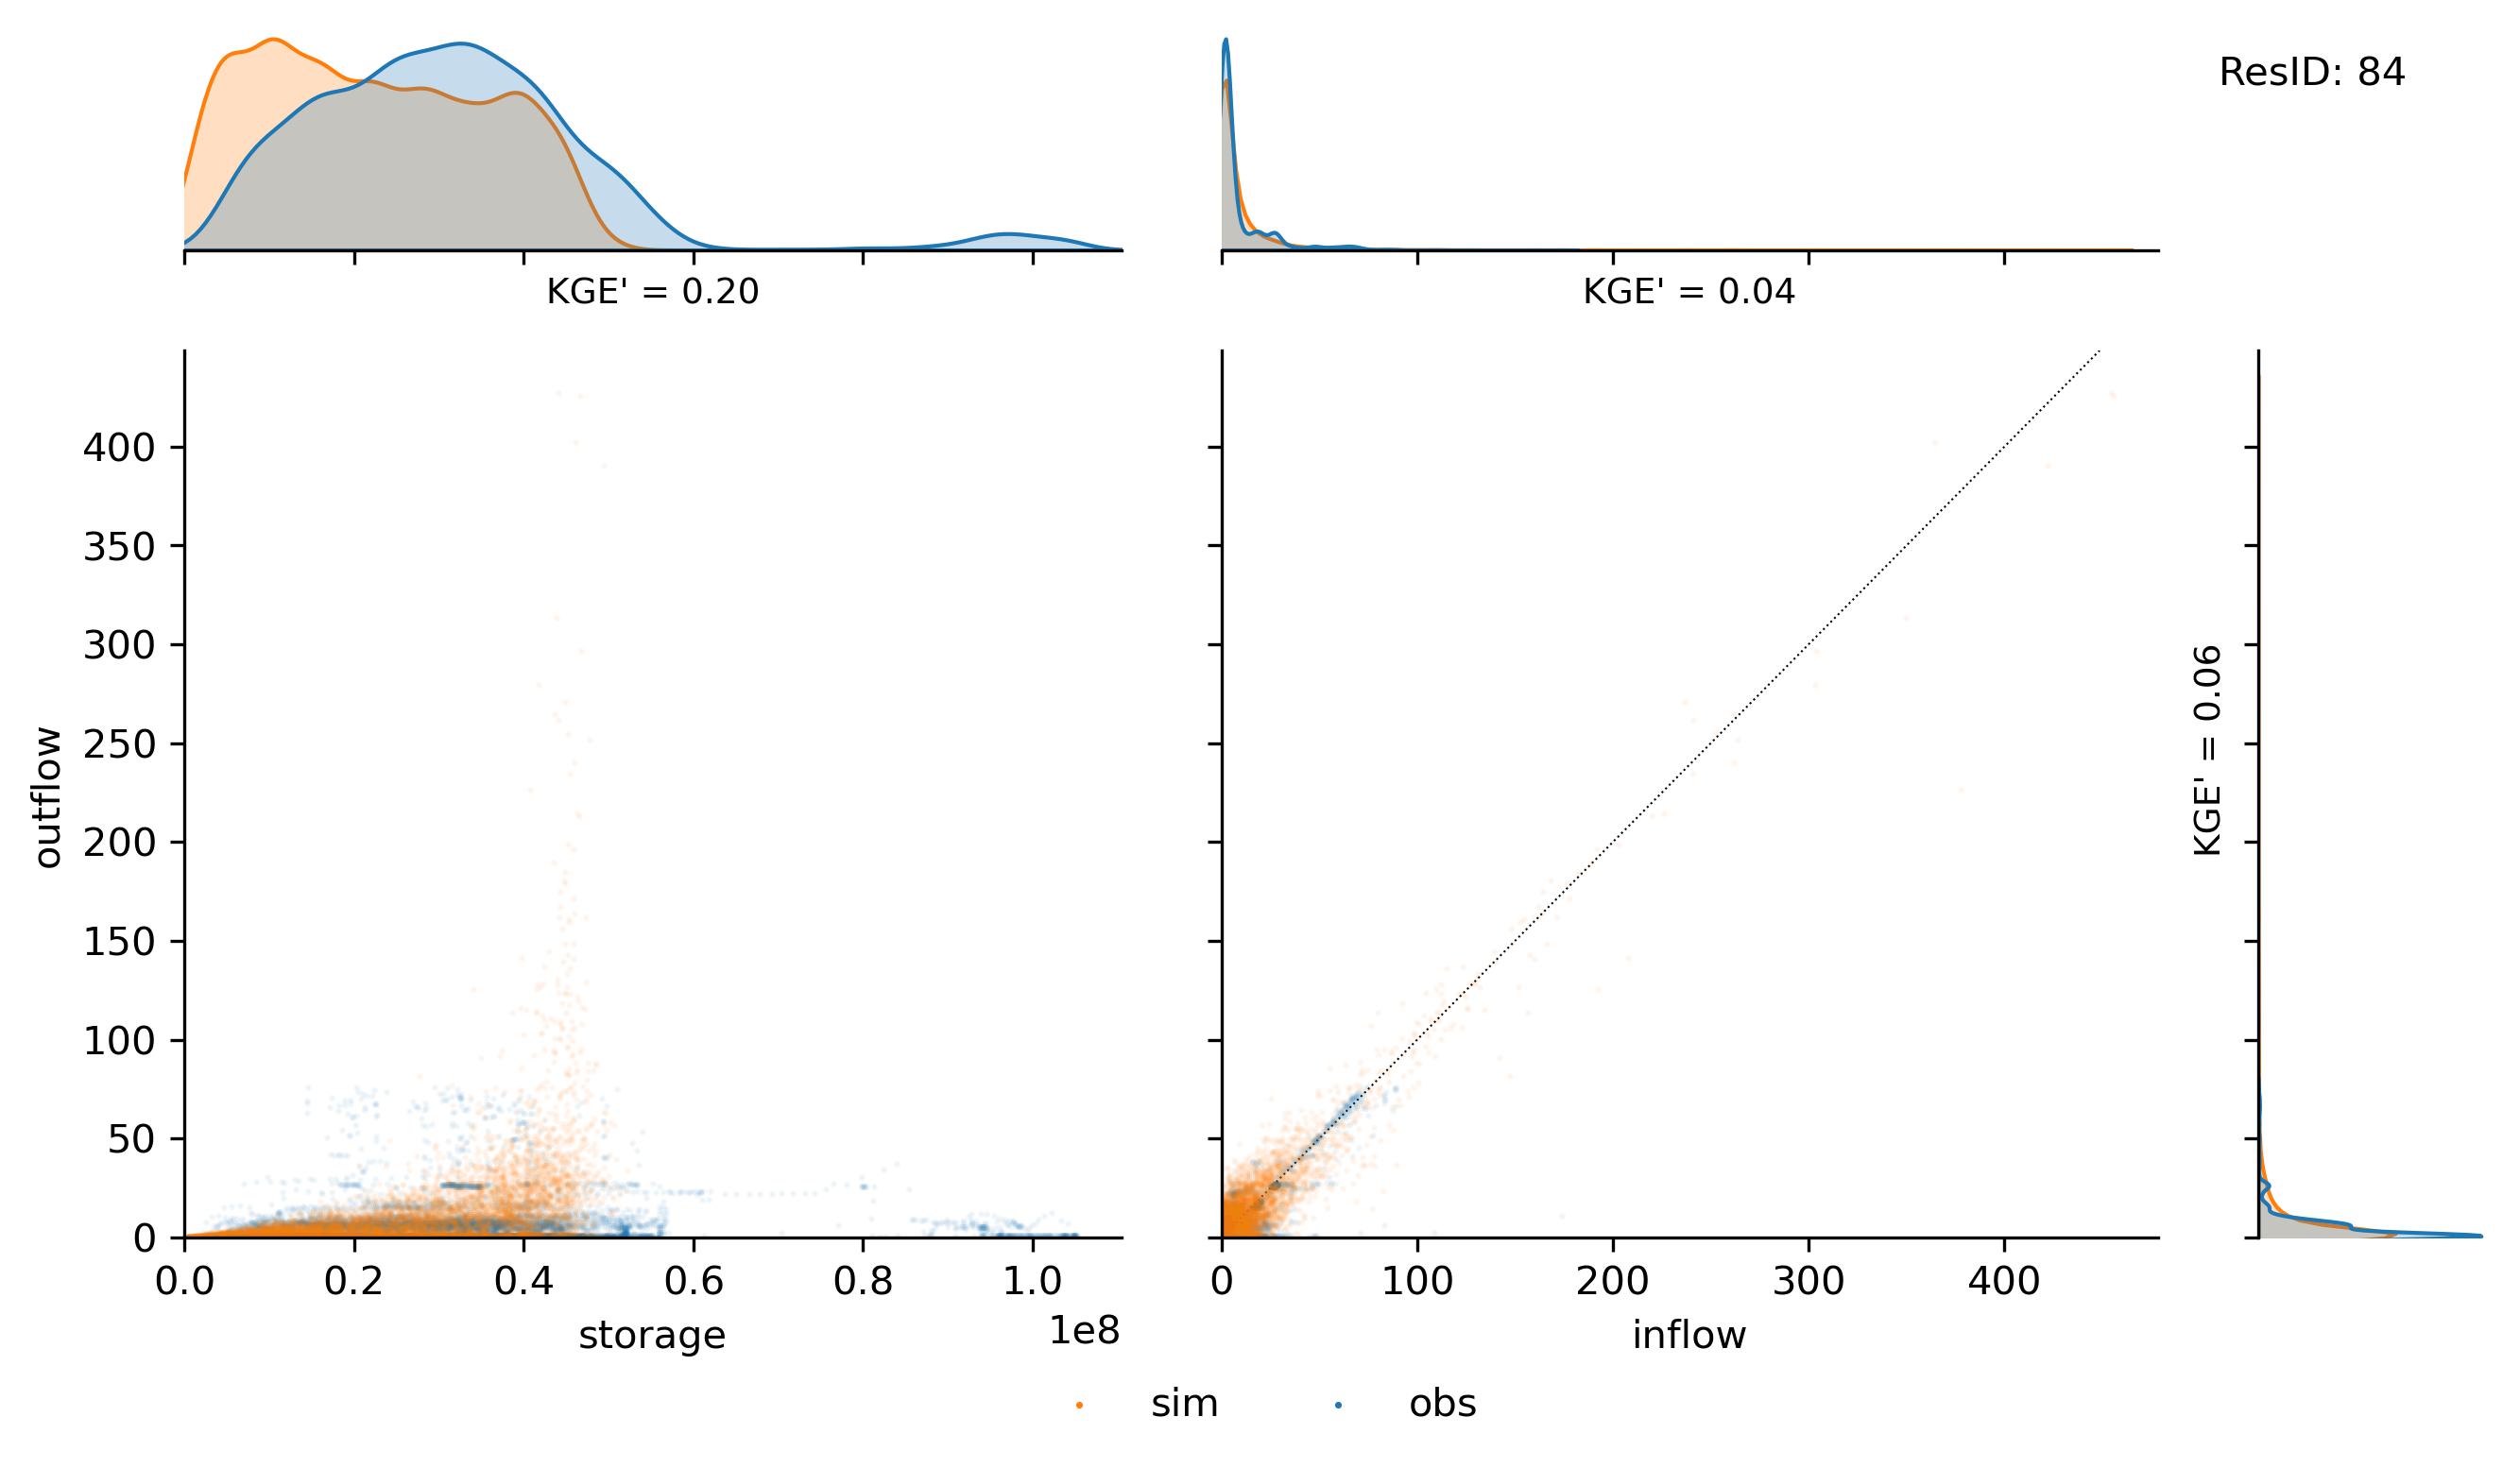 ResID: 84
KGE' = 0.20
KGE' = 0.04
outflow
400
350
300
250
200
150
100
50
0
KGE' = 0.06
0.0 0.2 0.4 0.6 0.8 1.0
1e8
storage
0 100 200 300 400
inflow
sim obs